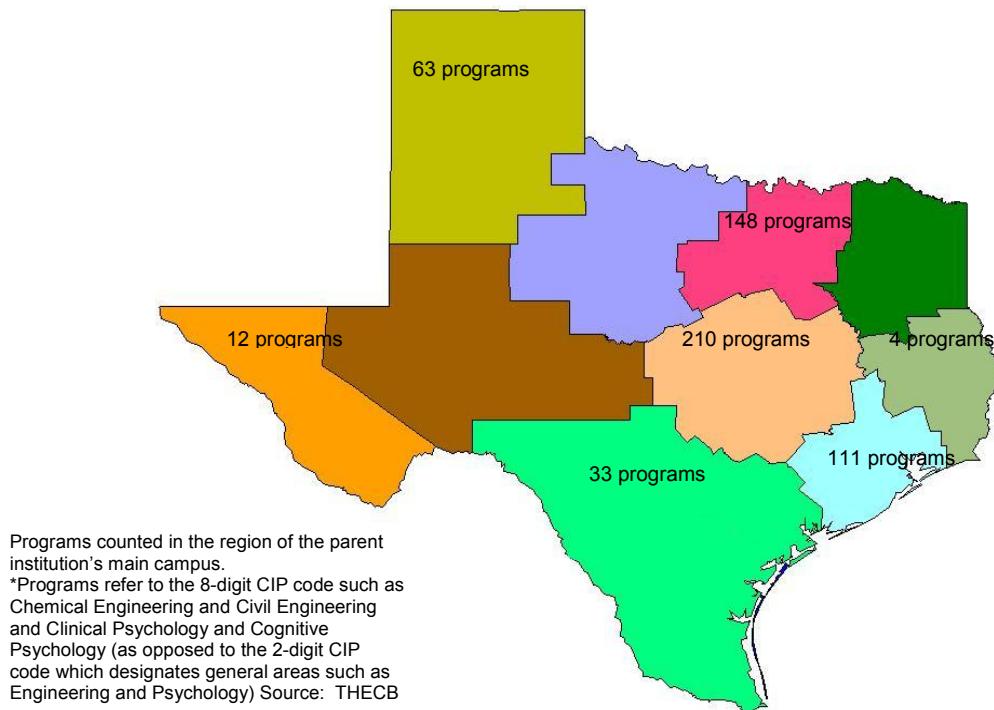 63 programs
148 programs
12 programs
210 programs
4 programs
111 programs
33 programs
Programs counted in the region of the parent
institution's main campus.
*Programs refer to the 8-digit CIP code such as
Chemical Engineering and Civil Engineering
and Clinical Psychology and Cognitive
Psychology (as opposed to the 2-digit CIP
code which designates general areas such as
Engineering and Psychology) Source:  THECB